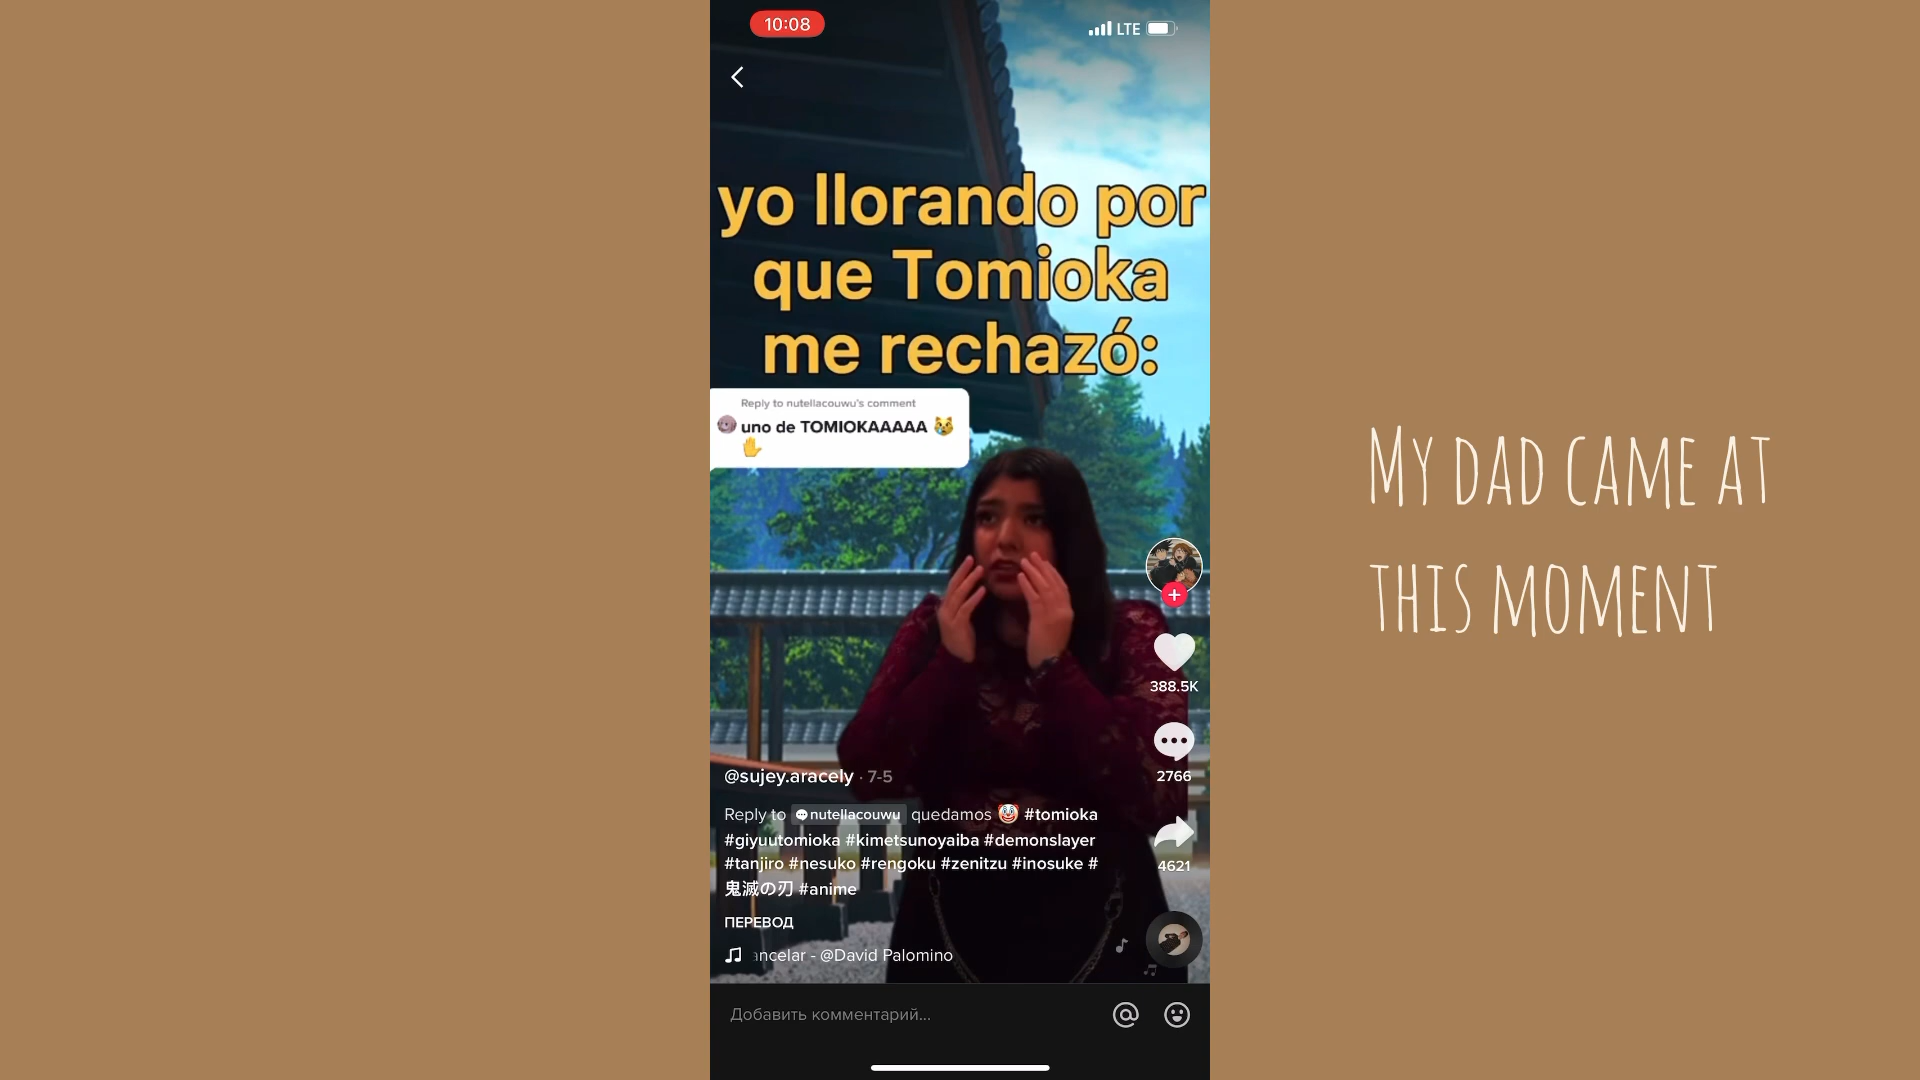 10:08
LTE
yo llorando por
que Tomioka
me rechazó:
Reply to nutellacouwu's comment
uno de TOMIOKAAAAA 😿
✋
My dad came at
this moment
388.5K
2766
4621
@sujey.aracely · 7-5
Reply to nutellacouwu quedamos 🤡 #tomioka
#giyuutomioka #kimetsunoyaiba #demonslayer
#tanjiro #nesuko #rengoku #zenitzu #inosuke #
鬼滅の刃 #anime
ПЕРЕВОД
ancelar - @David Palomino
Добавить комментарий...